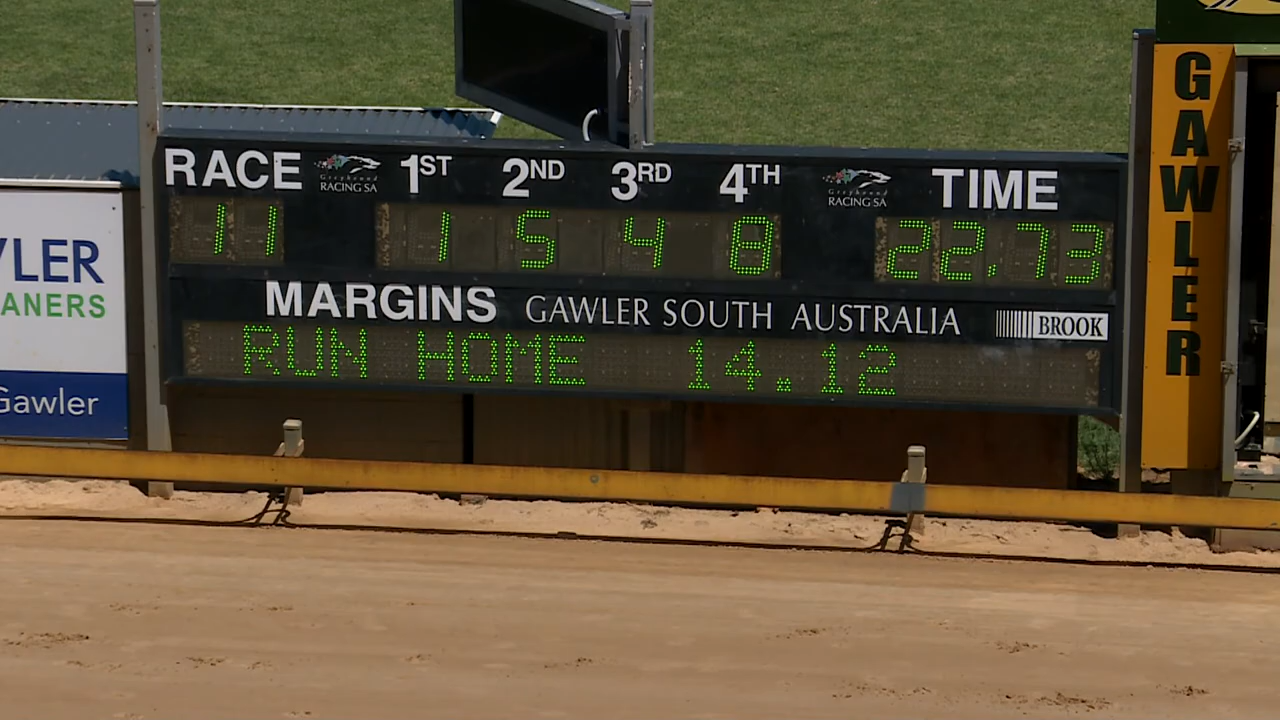 RACE Greyhound RACING SA 1ST 2ND 3RD 4TH Greyhound RACING SA TIME
11 1 5 4 8 22.73
MARGINS GAWLER SOUTH AUSTRALIA BROOK
RUN HOME 14.12
GAWLER
LER
ANERS
Gawler